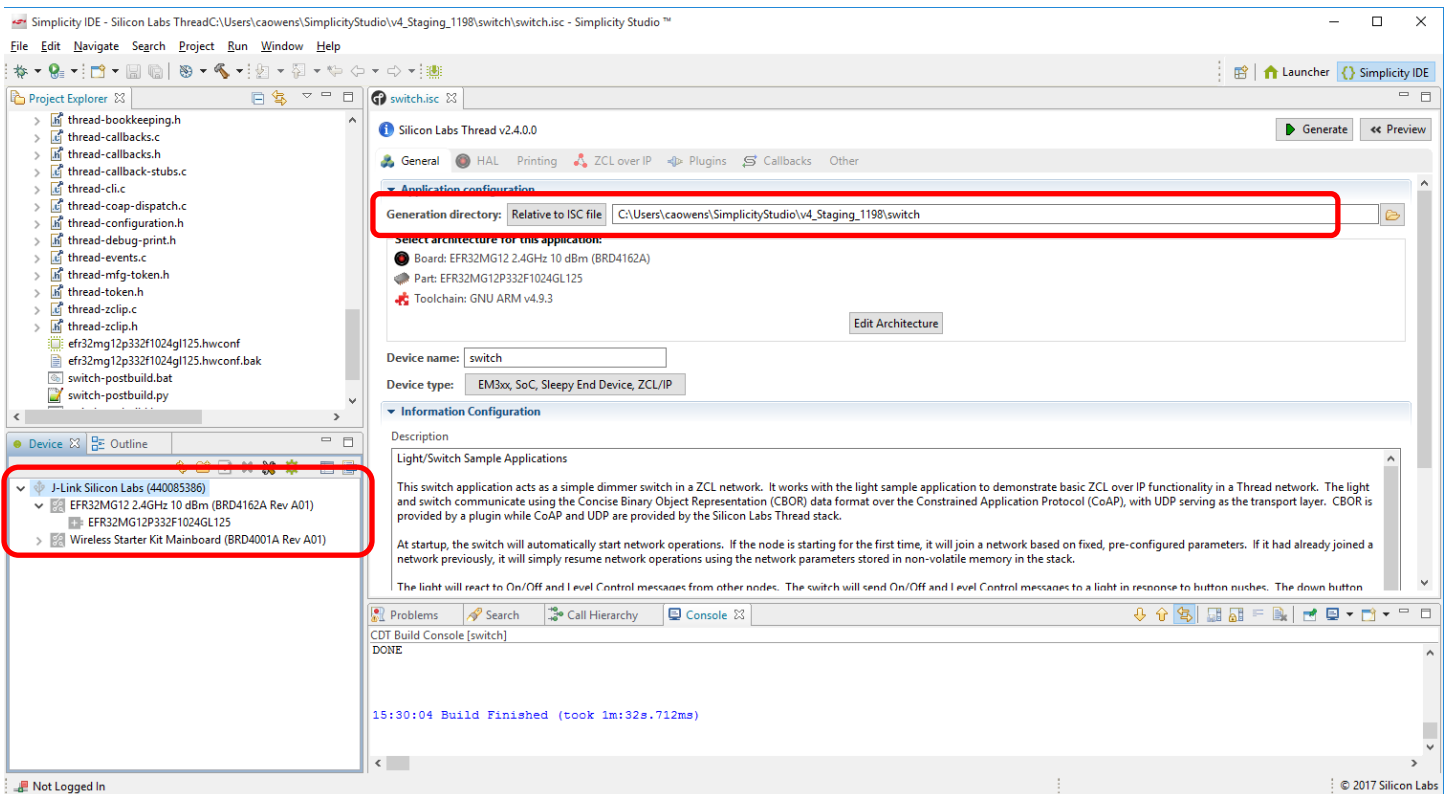 Simplicity IDE - Silicon Labs ThreadC:\Users\caowens\SimplicityStudio\v4_Staging_1198\switch\switch.isc - Simplicity Studio ™
File Edit Navigate Search Project Run Window Help
Launcher Simplicity IDE
Project Explorer
thread-bookkeeping.h
thread-callbacks.c
thread-callbacks.h
thread-callback-stubs.c
thread-cli.c
thread-coap-dispatch.c
thread-configuration.h
thread-debug-print.h
thread-events.c
thread-mfg-token.h
thread-token.h
thread-zclip.c
thread-zclip.h
efr32mg12p332f1024gl125.hwconf
efr32mg12p332f1024gl125.hwconf.bak
switch-postbuild.bat
switch-postbuild.py
Device Outline
J-Link Silicon Labs (440085386)
EFR32MG12 2.4GHz 10 dBm (BRD4162A Rev A01)
EFR32MG12P332F1024GL125
Wireless Starter Kit Mainboard (BRD4001A Rev A01)
switch.isc
Silicon Labs Thread v2.4.0.0
Generate Preview
General HAL Printing ZCL over IP Plugins Callbacks Other
Application configuration
Generation directory: Relative to ISC file C:\Users\caowens\SimplicityStudio\v4_Staging_1198\switch
Select architecture for this application:
Board: EFR32MG12 2.4GHz 10 dBm (BRD4162A)
Part: EFR32MG12P332F1024GL125
Toolchain: GNU ARM v4.9.3
Edit Architecture
Device name: switch
Device type: EM3xx, SoC, Sleepy End Device, ZCL/IP
Information Configuration
Description
Light/Switch Sample Applications
This switch application acts as a simple dimmer switch in a ZCL network. It works with the light sample application to demonstrate basic ZCL over IP functionality in a Thread network. The light
and switch communicate using the Concise Binary Object Representation (CBOR) data format over the Constrained Application Protocol (CoAP), with UDP serving as the transport layer. CBOR is
provided by a plugin while CoAP and UDP are provided by the Silicon Labs Thread stack.
At startup, the switch will automatically start network operations. If the node is starting for the first time, it will join a network based on fixed, pre-configured parameters. If it had already joined a
network previously, it will simply resume network operations using the network parameters stored in non-volatile memory in the stack.
The light will react to On/Off and Level Control messages from other nodes. The switch will send On/Off and Level Control messages to a light in response to button pushes. The down button
Problems Search Call Hierarchy Console
CDT Build Console [switch]
DONE
15:30:04 Build Finished (took 1m:32s.712ms)
Not Logged In
© 2017 Silicon Labs